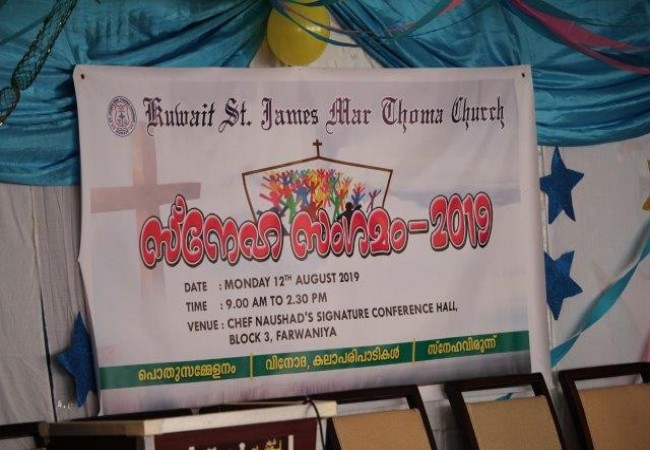 Kuwait St. James Mar Thoma Church
സ്നേഹ സംഗമം-2019
DATE : MONDAY 12TH AUGUST 2019
TIME : 9.00 AM TO 2.30 PM
VENUE : CHEF NAUSHAD'S SIGNATURE CONFERENCE HALL,
BLOCK 3, FARWANIYA
പൊതുസമ്മേളനം | വിനോദ, കലാപരിപാടികൾ | സ്നേഹവിരുന്ന്